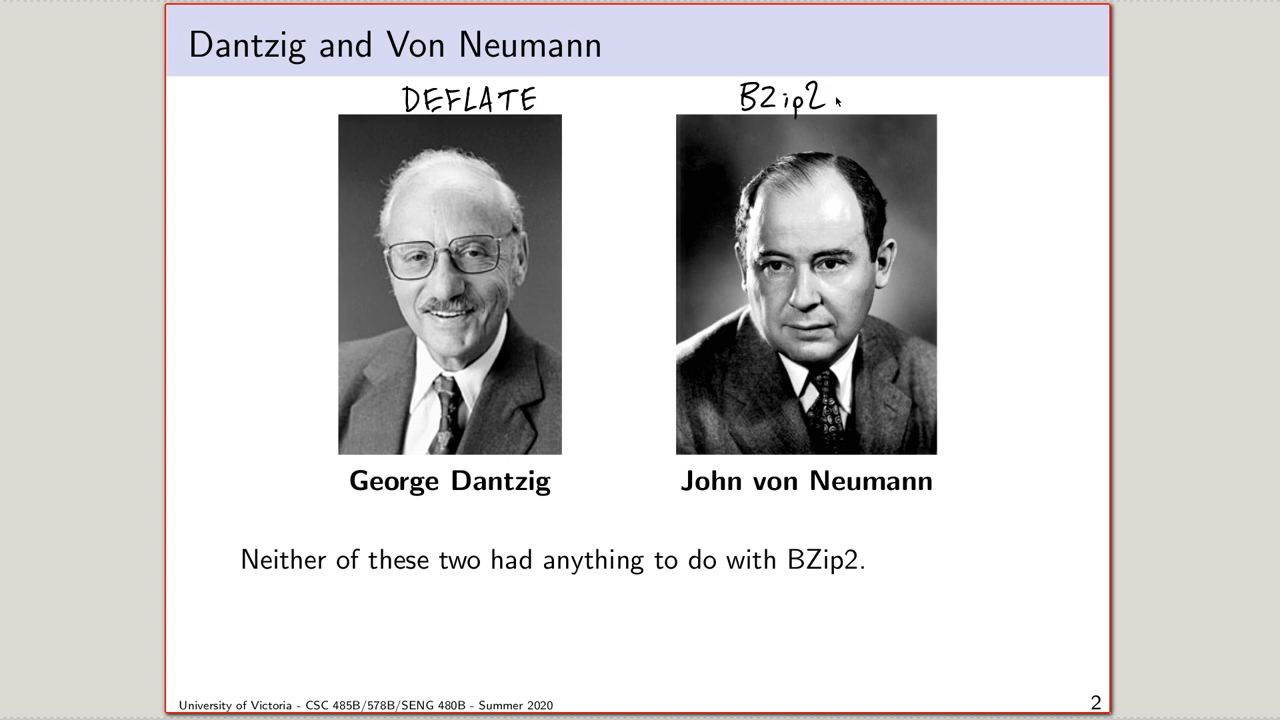 Dantzig and Von Neumann
DEFLATE
BZip2
George Dantzig
John von Neumann
Neither of these two had anything to do with BZip2.
University of Victoria - CSC 485B/578B/SENG 480B - Summer 2020
2